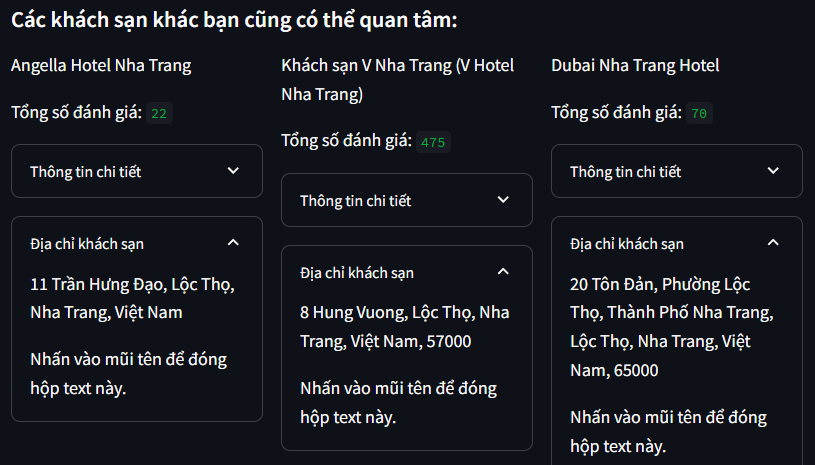 Các khách sạn khác bạn cũng có thể quan tâm:
Angella Hotel Nha Trang
Tổng số đánh giá: 22
Thông tin chi tiết
Địa chỉ khách sạn
11 Trần Hưng Đạo, Lộc Thọ,
Nha Trang, Việt Nam
Nhấn vào mũi tên để đóng
hộp text này.
Khách sạn V Nha Trang (V Hotel
Nha Trang)
Tổng số đánh giá: 475
Thông tin chi tiết
Địa chỉ khách sạn
8 Hung Vuong, Lộc Thọ, Nha
Trang, Việt Nam, 57000
Nhấn vào mũi tên để đóng
hộp text này.
Dubai Nha Trang Hotel
Tổng số đánh giá: 70
Thông tin chi tiết
Địa chỉ khách sạn
20 Tôn Đản, Phường Lộc
Thọ, Thành Phố Nha Trang,
Lộc Thọ, Nha Trang, Việt
Nam, 65000
Nhấn vào mũi tên để đóng
hộp text này.